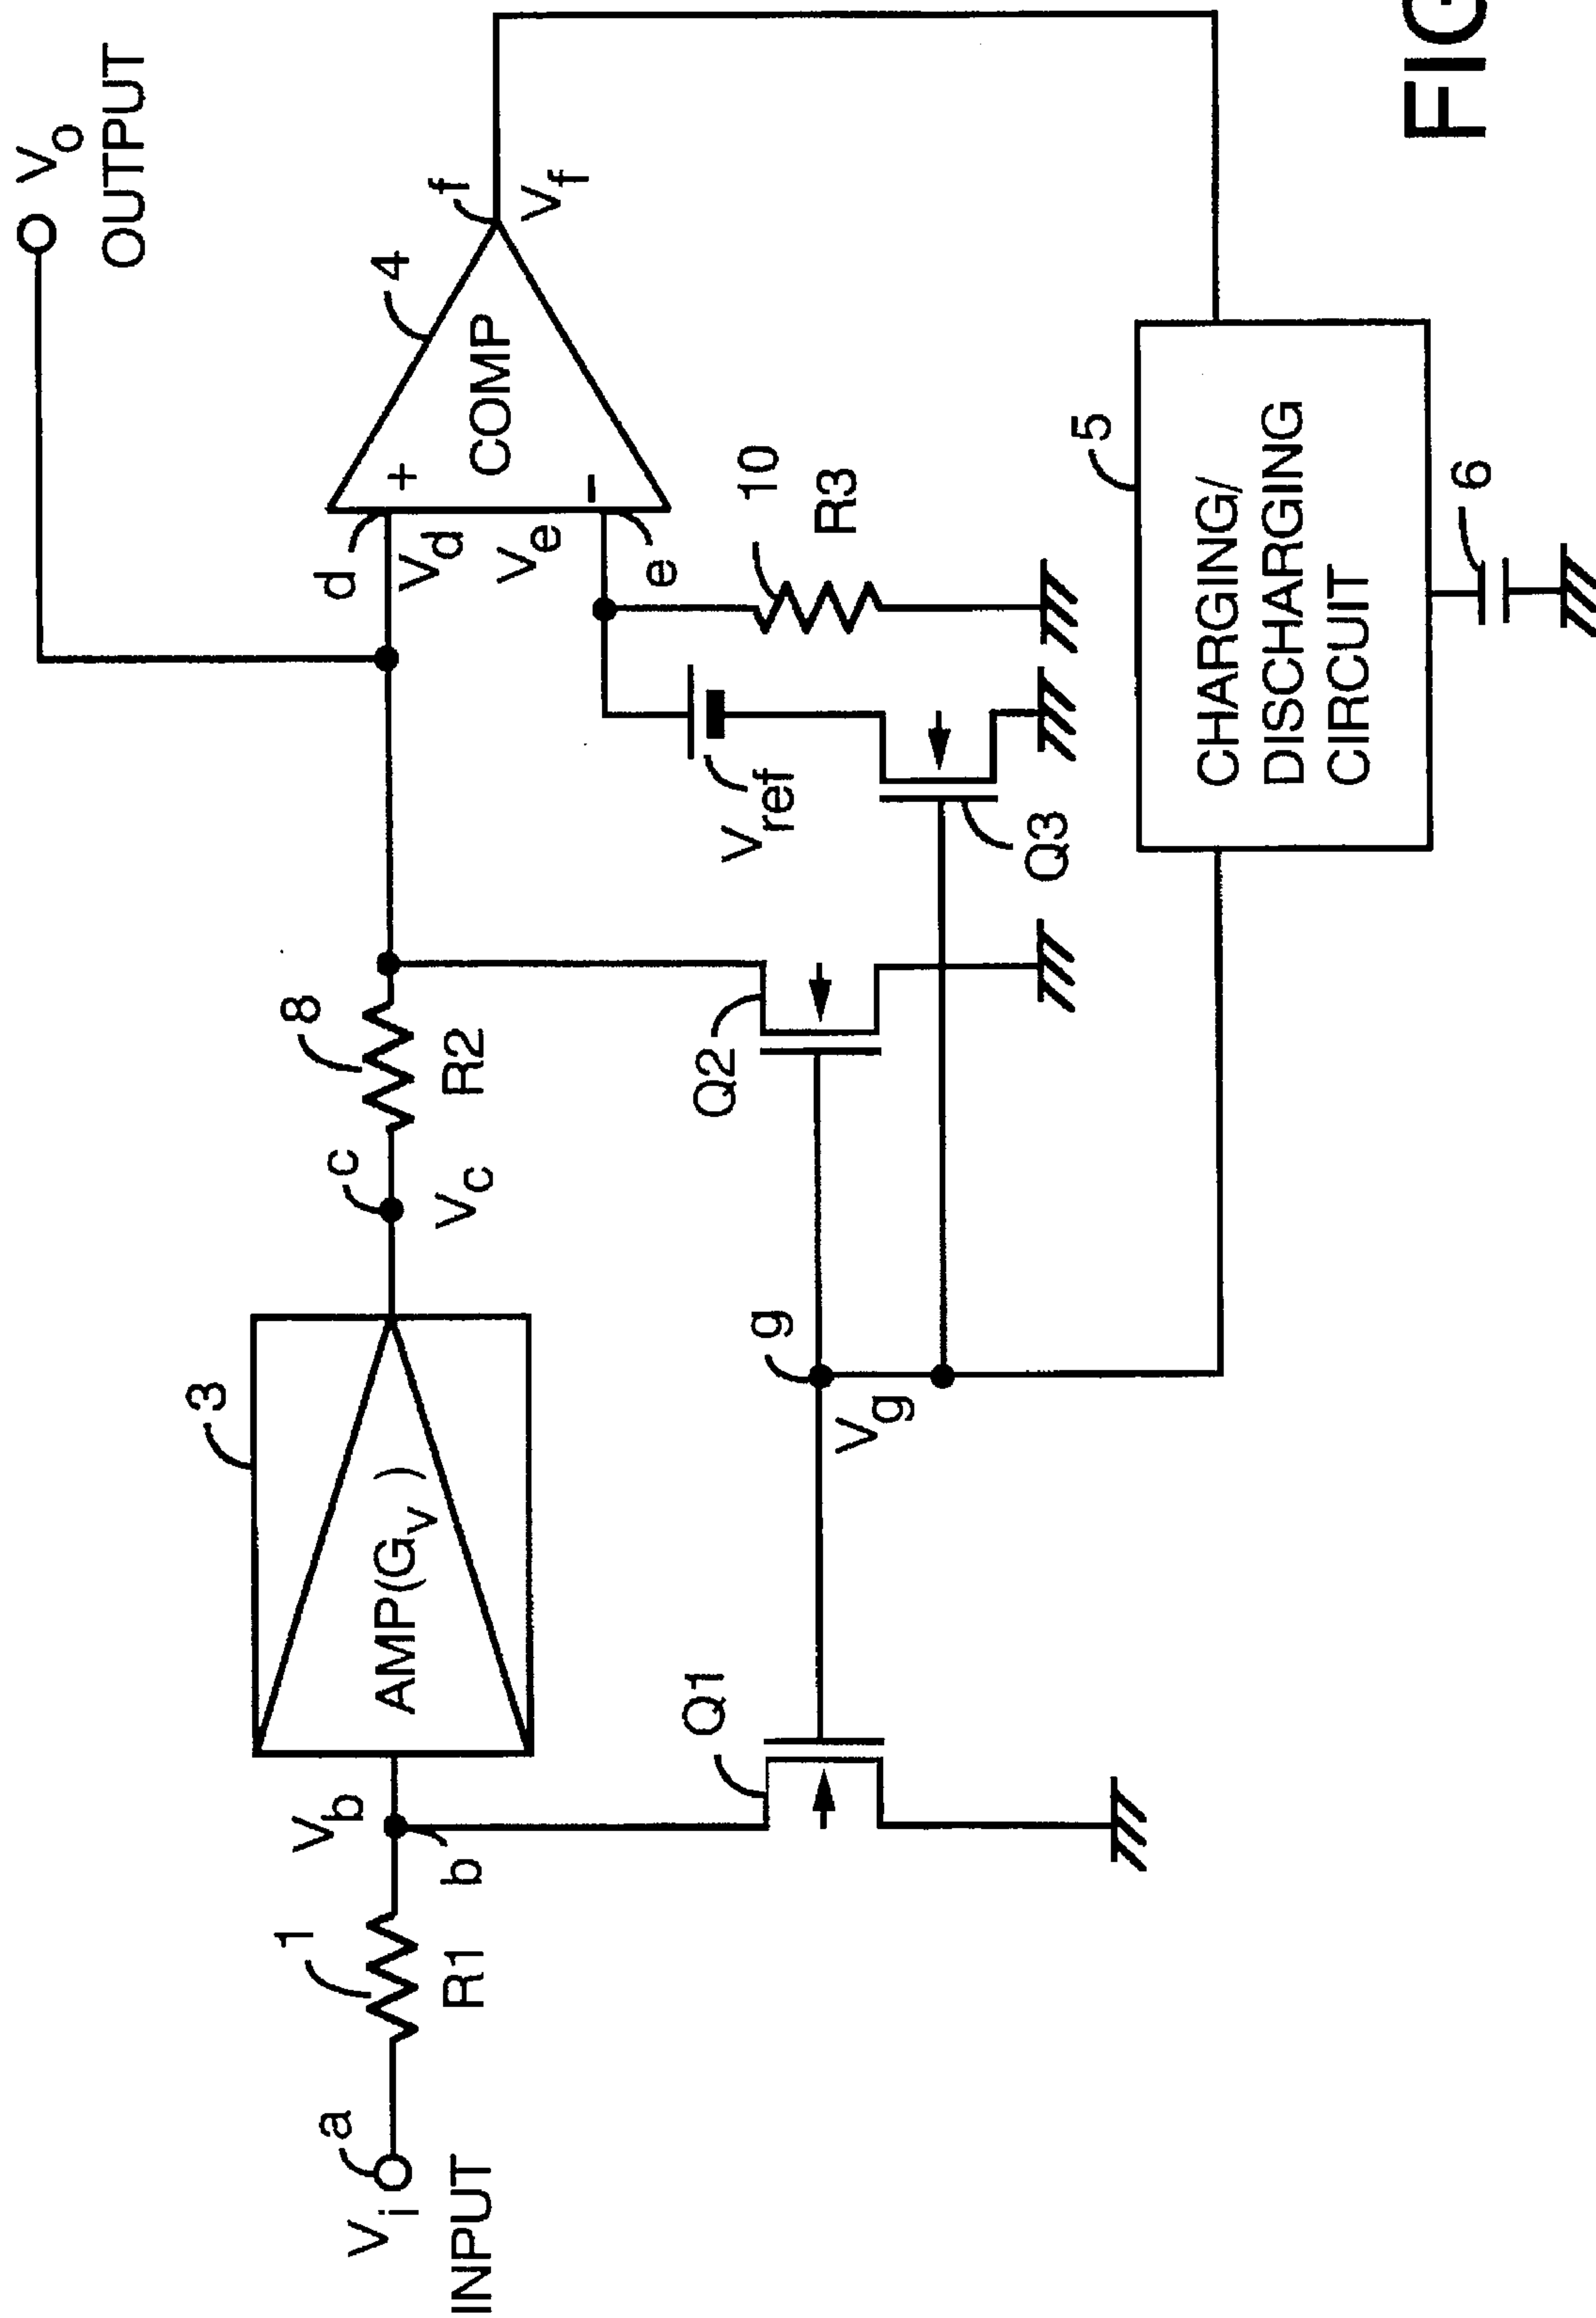 Vo
OUTPUT
3
AMP(Gv)
1
8
4
Vi
a
Vb
c
d
Vd
+
COMP
f
Vf
INPUT
R1
b
Vc
R2
Ve
-
e
10
R3
Q1
g
Vg
Q2
Vref
Q3
5
CHARGING/
DISCHARGING
CIRCUIT
6
FIG